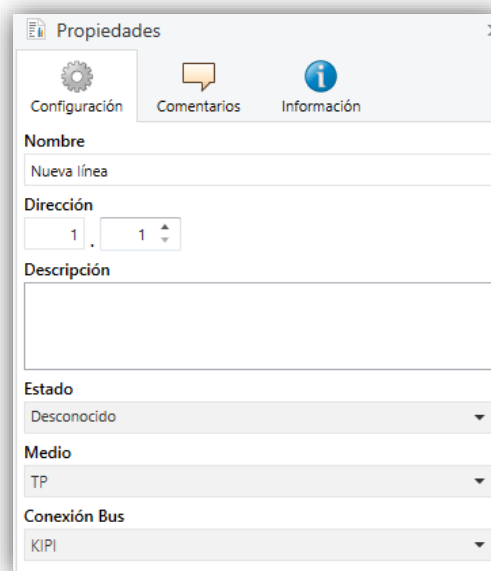 Propiedades
Configuración Comentarios Información
Nombre
Nueva línea
Dirección
1 . 1
Descripción
Estado
Desconocido
Medio
TP
Conexión Bus
KIPI